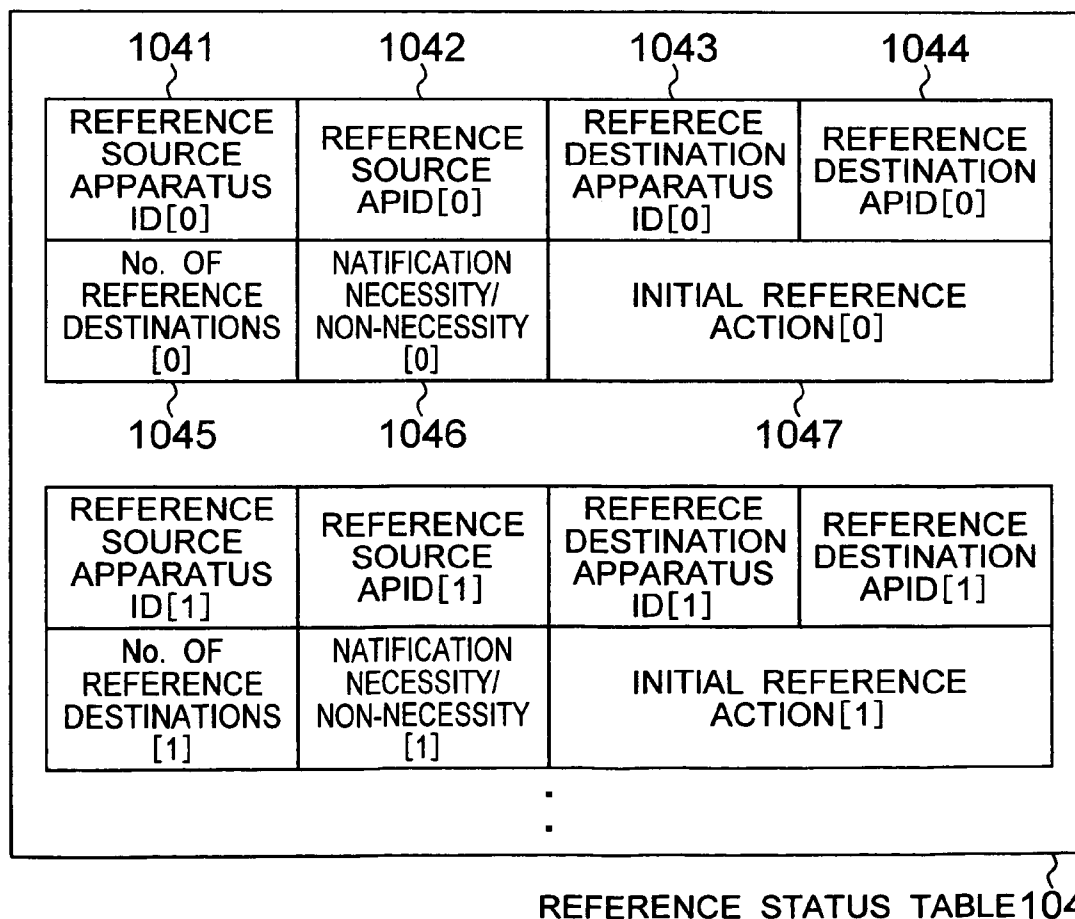 1041 1042 1043 1044
REFERENCE
SOURCE
APPARATUS
ID[0]
REFERENCE
SOURCE
APID[0]
REFERECE
DESTINATION
APPARATUS
ID[0]
REFERENCE
DESTINATION
APID[0]
No. OF
REFERENCE
DESTINATIONS
[0]
NATIFICATION
NECESSITY/
NON-NECESSITY
[0]
INITIAL REFERENCE
ACTION[0]
1045 1046 1047
REFERENCE
SOURCE
APPARATUS
ID[1]
REFERENCE
SOURCE
APID[1]
REFERECE
DESTINATION
APPARATUS
ID[1]
REFERENCE
DESTINATION
APID[1]
No. OF
REFERENCE
DESTINATIONS
[1]
NATIFICATION
NECESSITY/
NON-NECESSITY
[1]
INITIAL REFERENCE
ACTION[1]
REFERENCE STATUS TABLE104